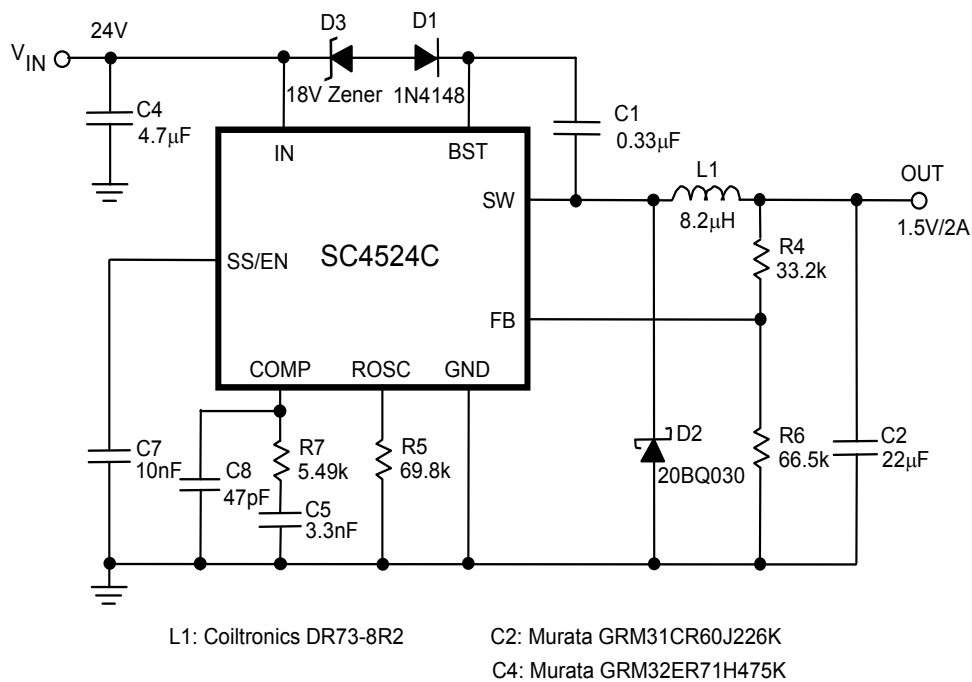 24V
D3
D1
V_IN
18V Zener
1N4148
C4
4.7µF
C1
0.33µF
IN
BST
L1
OUT
SW
8.2µH
1.5V/2A
SS/EN
SC4524C
R4
33.2k
FB
COMP
ROSC
GND
C7
10nF
C8
47pF
R7
5.49k
C5
3.3nF
R5
69.8k
D2
20BQ030
R6
66.5k
C2
22µF
L1: Coiltronics DR73-8R2
C2: Murata GRM31CR60J226K
C4: Murata GRM32ER71H475K